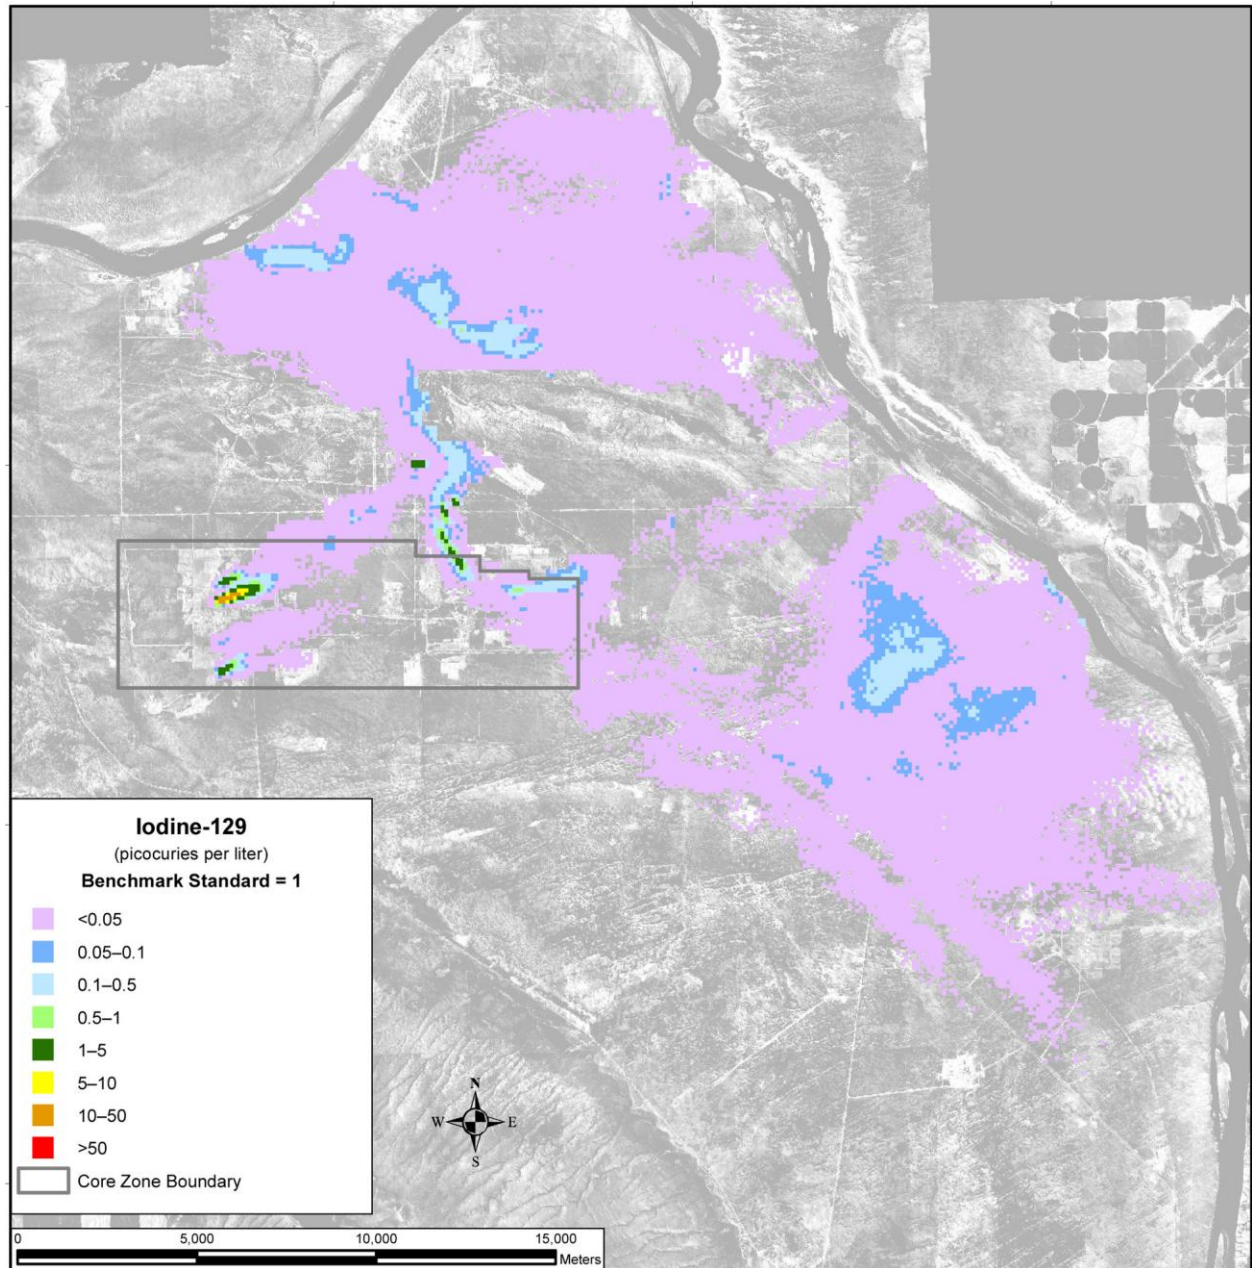 Iodine-129
(picocuries per liter)
Benchmark Standard = 1
<0.05
0.05–0.1
0.1–0.5
0.5–1
1–5
5–10
10–50
>50
Core Zone Boundary
N
W E
S
0 5,000 10,000 15,000
Meters